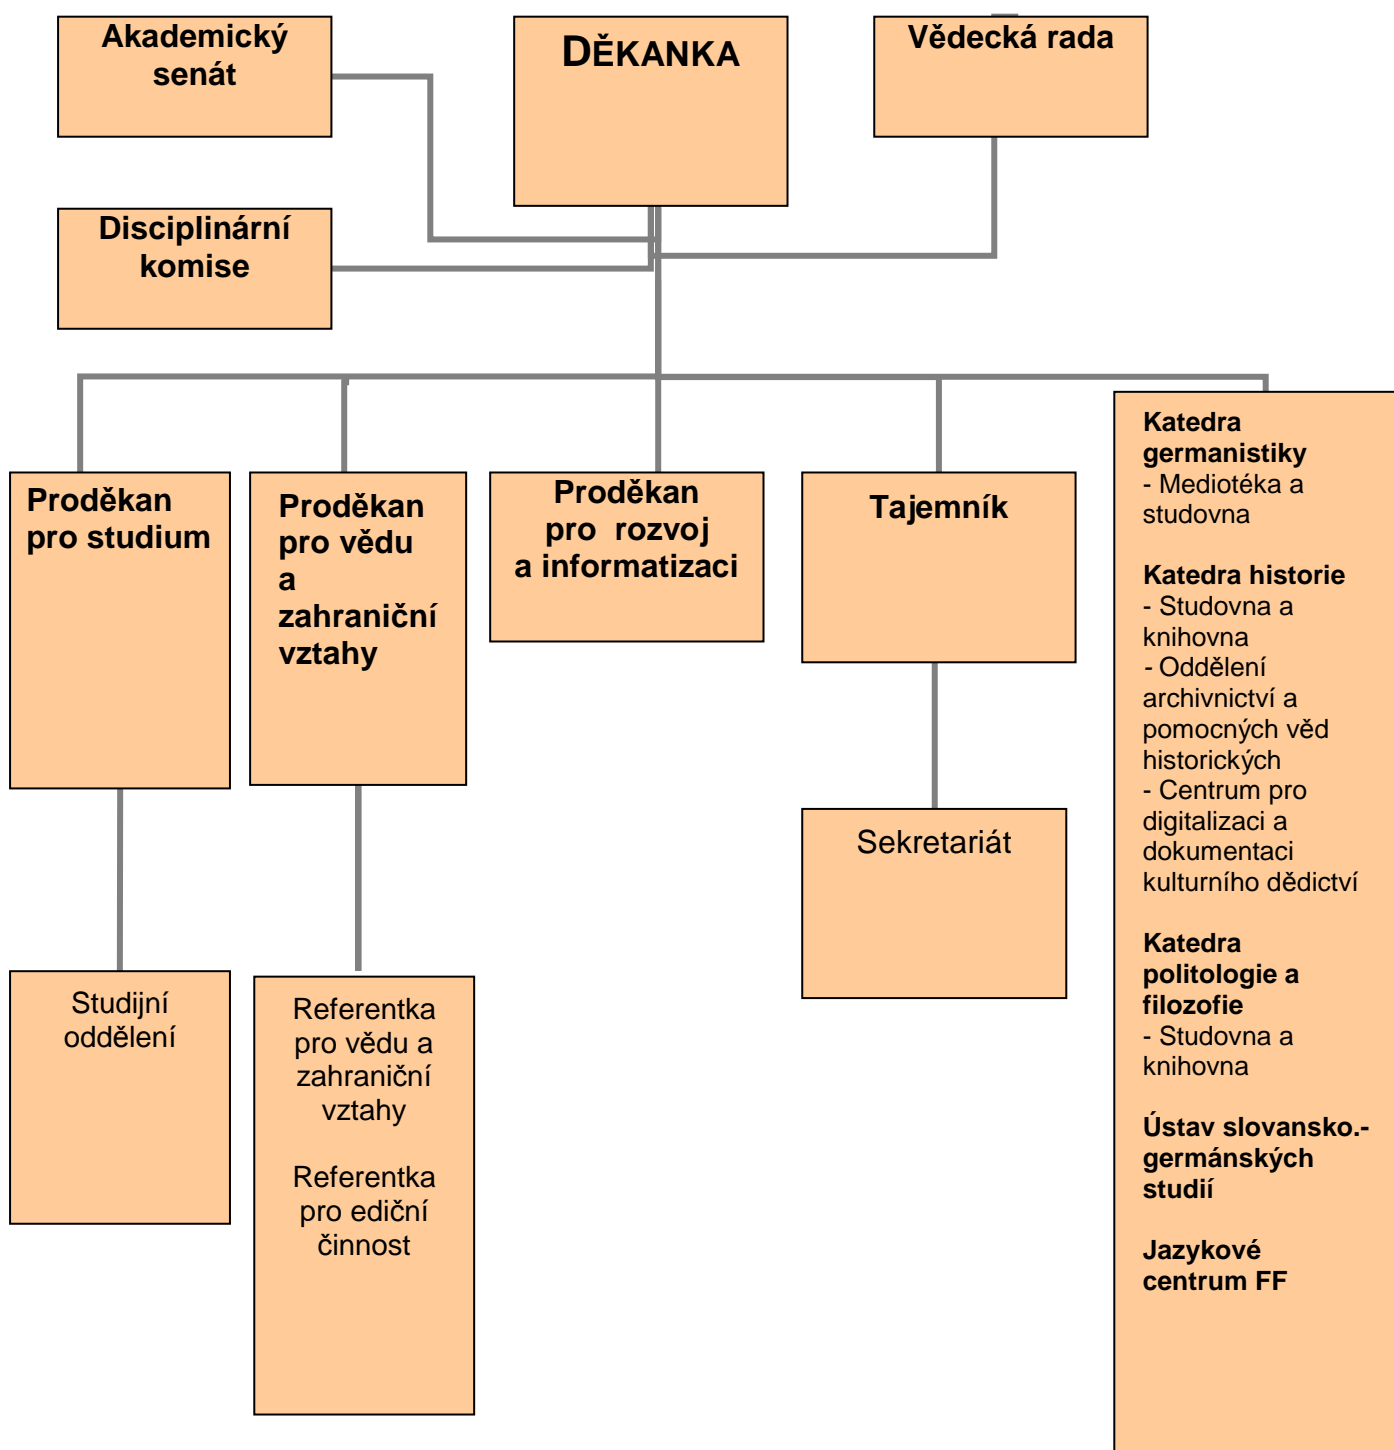 Akademický
senát
DĚKANKA
Vědecká rada
Disciplinární
komise
Proděkan
pro studium
Proděkan
pro vědu
a
zahraniční
vztahy
Proděkan
pro  rozvoj
a informatizaci
Tajemník
Sekretariát
Studijní
oddělení
Referentka
pro vědu a
zahraniční
vztahy
Referentka
pro ediční
činnost
Katedra
germanistiky
- Mediotéka a
studovna
Katedra historie
- Studovna a
knihovna
- Oddělení
archivnictví a
pomocných věd
historických
- Centrum pro
digitalizaci a
dokumentaci
kulturního dědictví
Katedra
politologie a
filozofie
- Studovna a
knihovna
Ústav slovansko.-
germánských
studií
Jazykové
centrum FF